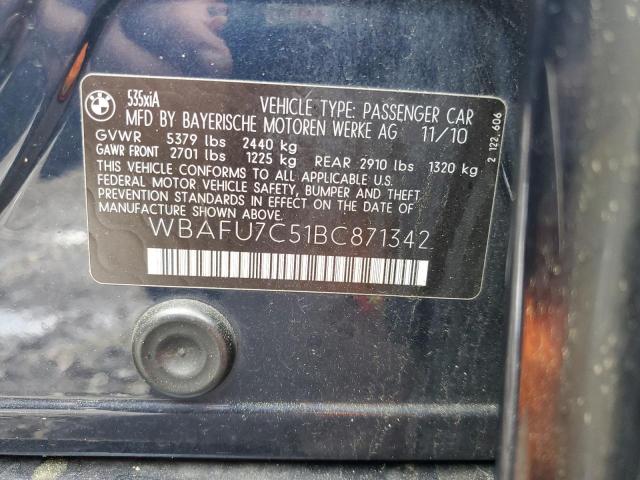 535xiA
VEHICLE TYPE: PASSENGER CAR
MFD BY BAYERISCHE MOTOREN WERKE AG 11/10
GVWR 5379 lbs 2440 kg
GAWR FRONT 2701 lbs 1225 kg REAR 2910 lbs 1320 kg
THIS VEHICLE CONFORMS TO ALL APPLICABLE U.S.
FEDERAL MOTOR VEHICLE SAFETY, BUMPER AND THEFT
PREVENTION STANDARDS IN EFFECT ON THE DATE OF
MANUFACTURE SHOWN ABOVE.
WBAFU7C51BC871342
2 122 606